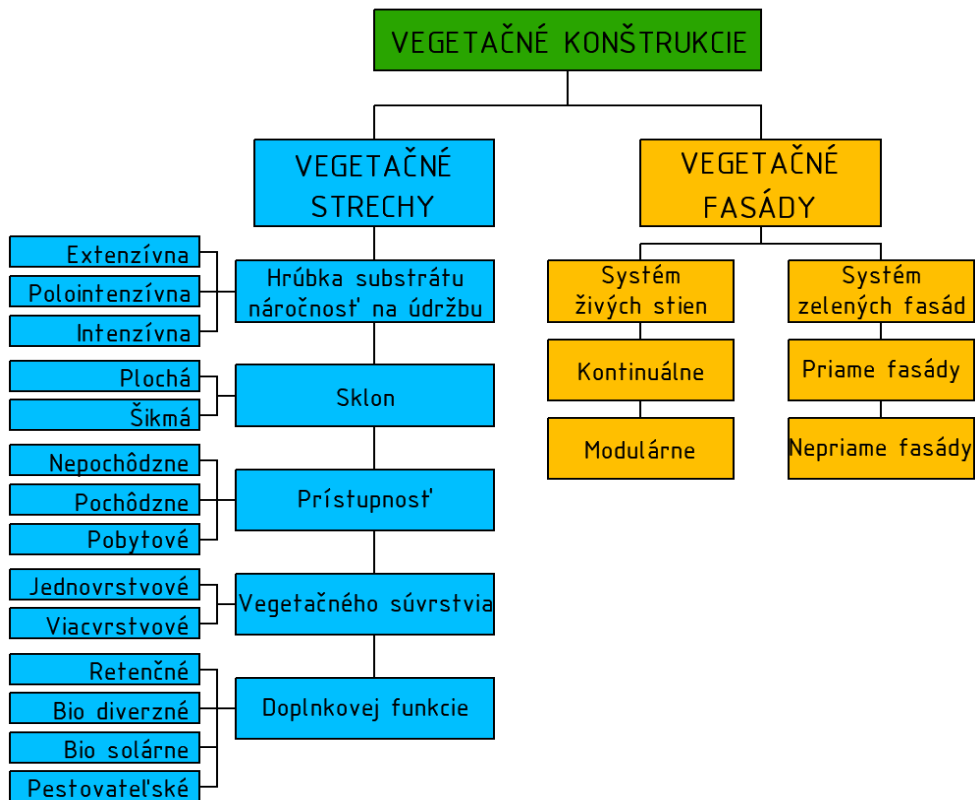 VEGETAČNÉ KONŠTRUKCIE
VEGETAČNÉ
STRECHY
Extenzívna
Polointenzívna
Intenzívna
Hrúbka substrátu
náročnosť na údržbu
Plochá
Šikmá
Sklon
Nepochôdzne
Pochôdzne
Pobytové
Prístupnosť
Jednovrstvové
Viacvrstvové
Vegetačného súvrstvia
Retenčné
Bio diverzné
Bio solárne
Pestovateľské
Doplnkovej funkcie
VEGETAČNÉ
FASÁDY
Systém
živých stien
Kontinuálne
Modulárne
Systém
zelených fasád
Priame fasády
Nepriame fasády